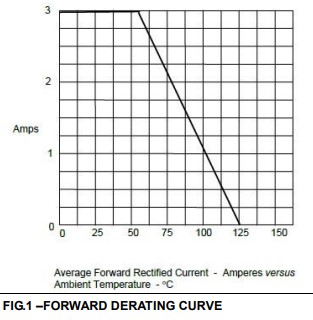 3
2
Amps
1
0
0 25 50 75 100 125 150
Average Forward Rectified Current - Amperes versus
Ambient Temperature - °C
FIG.1 –FORWARD DERATING CURVE